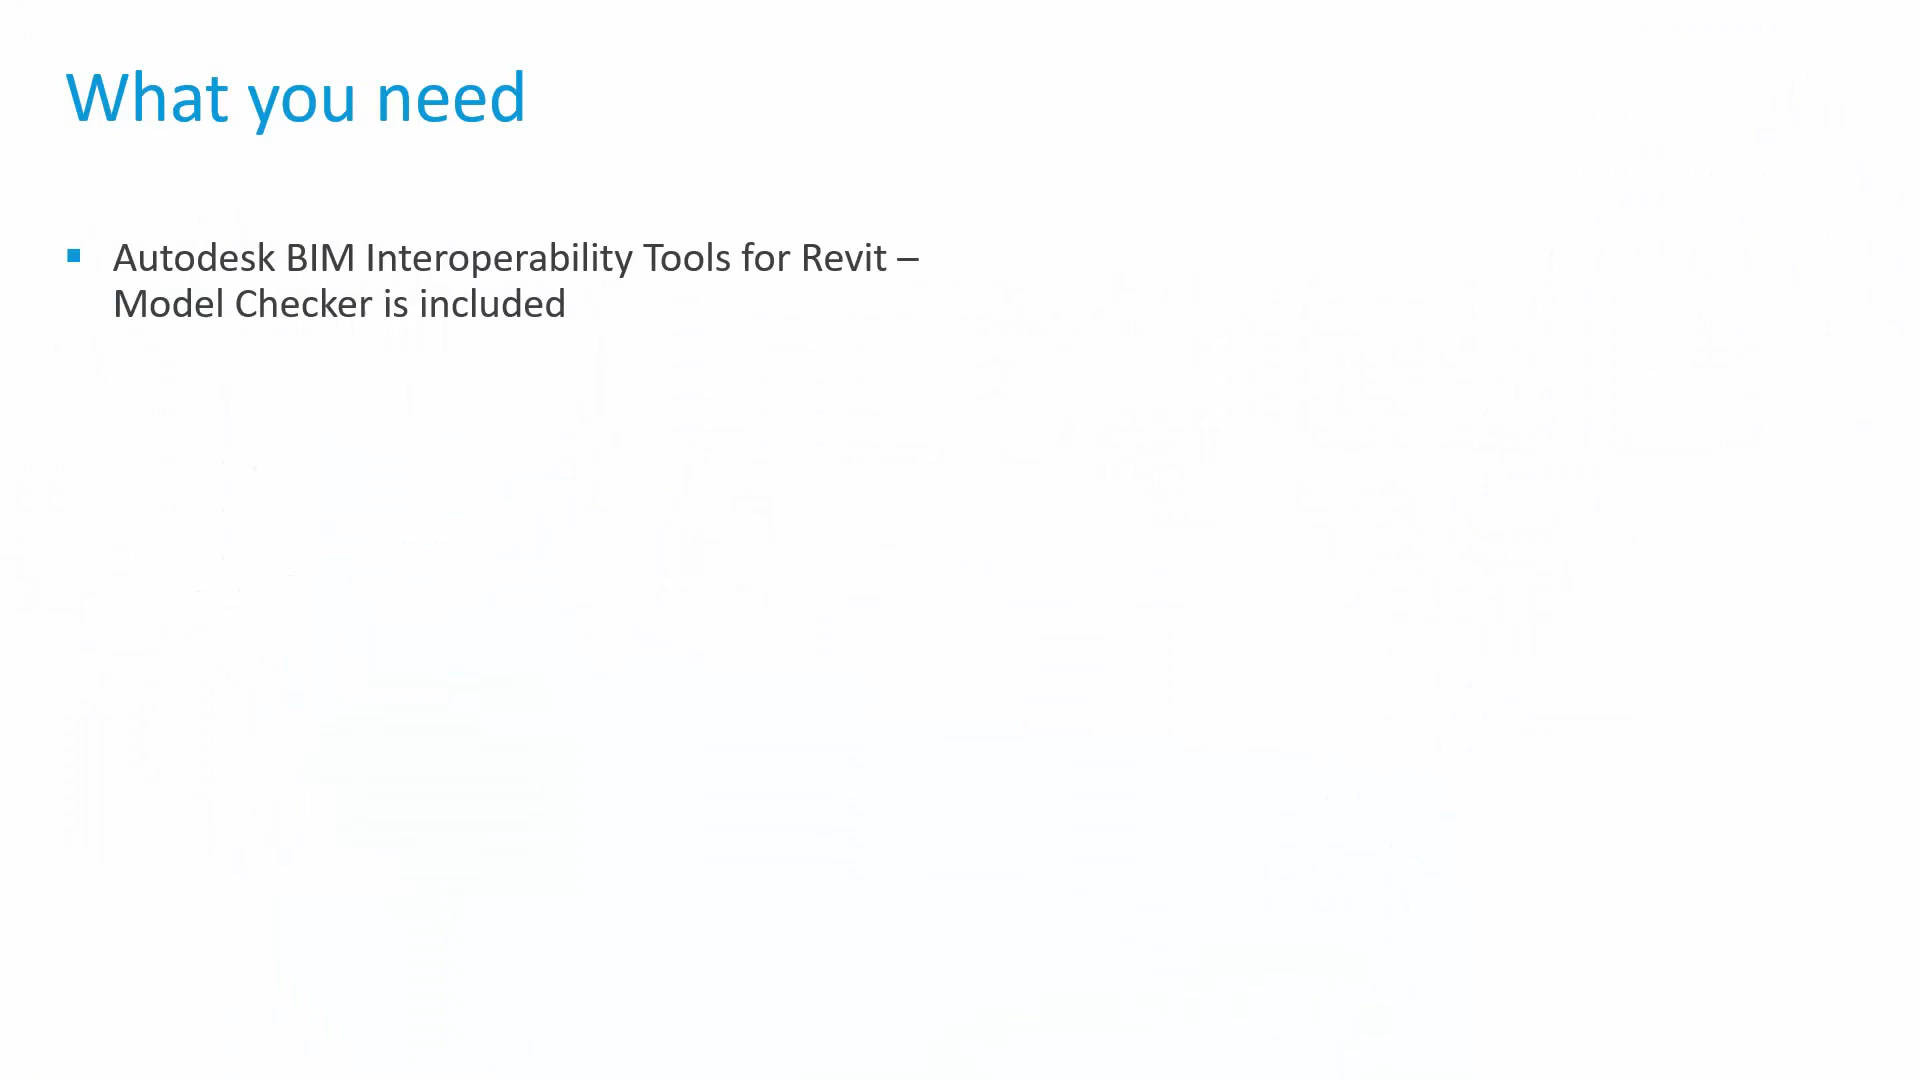 What you need
Autodesk BIM Interoperability Tools for Revit –
Model Checker is included